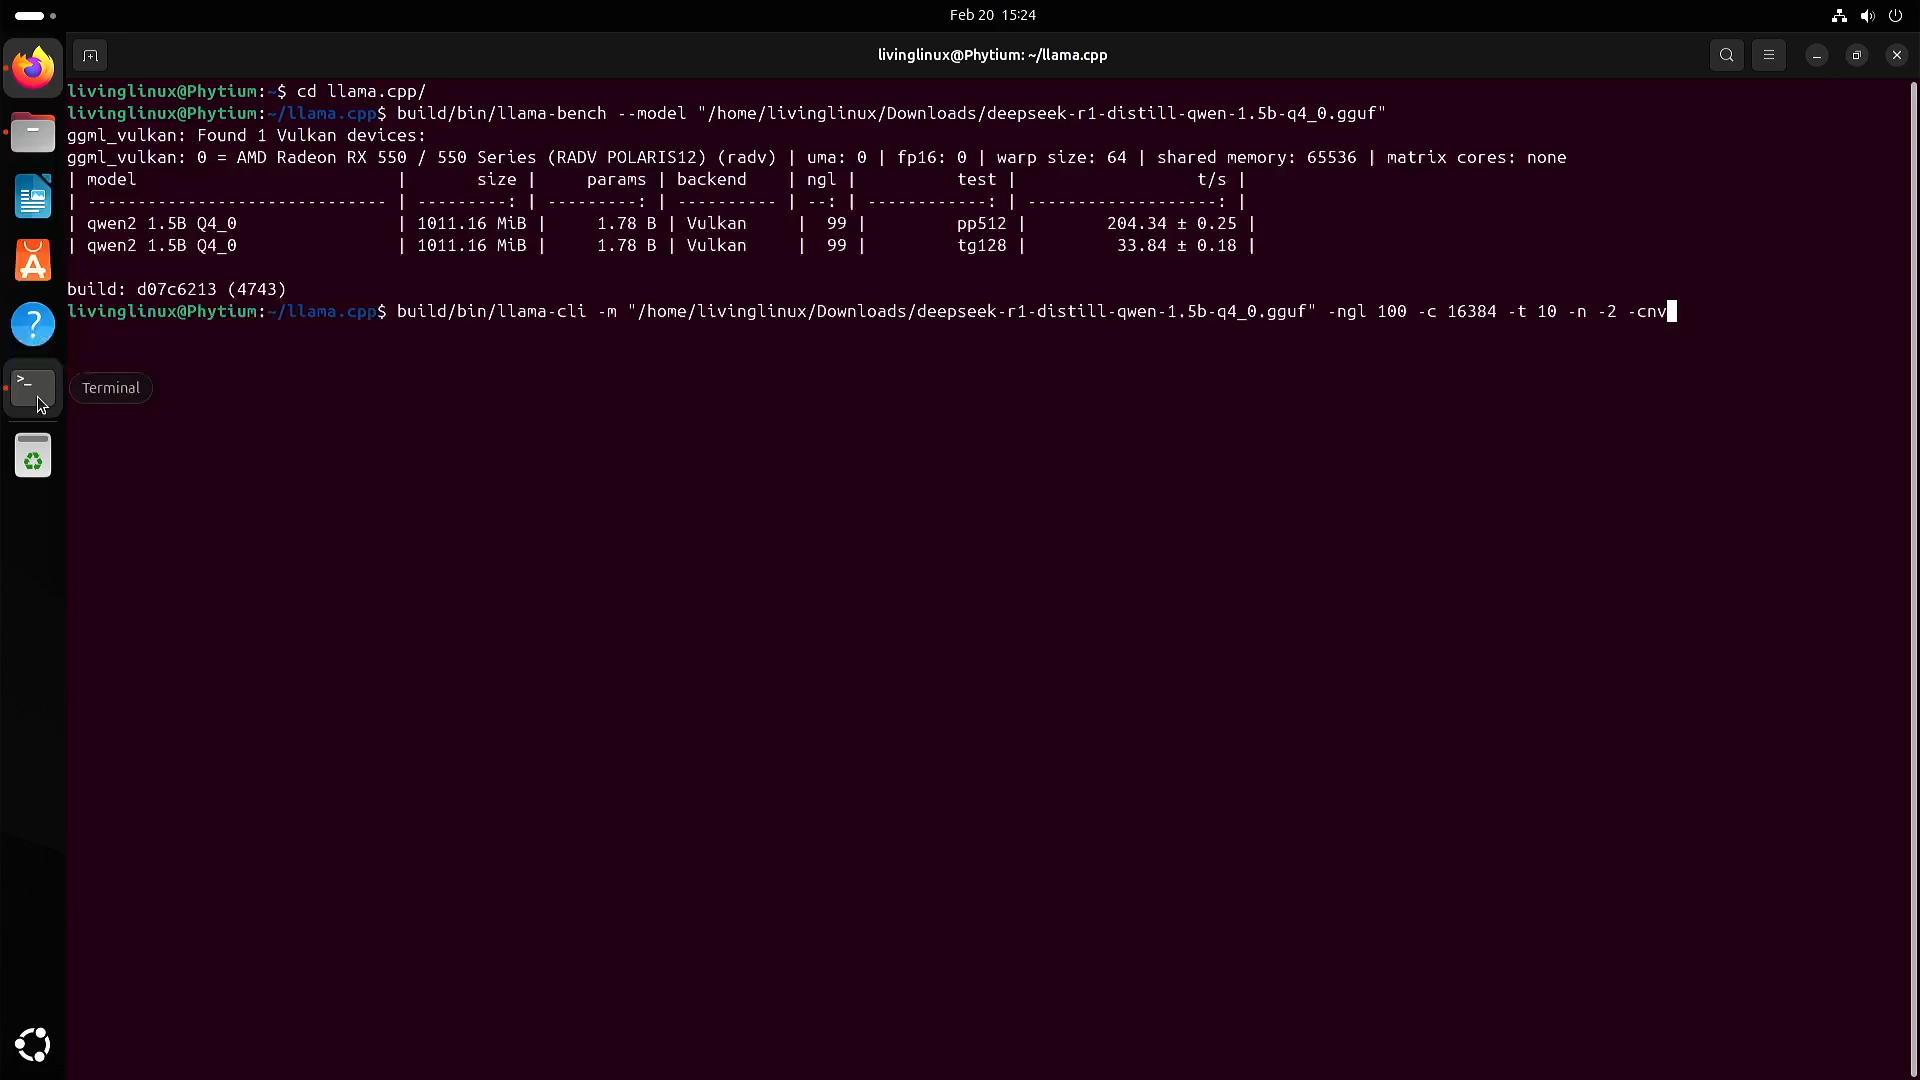 Feb 20 15:24
livinglinux@Phytium: ~/llama.cpp
livinglinux@Phytium:~$ cd llama.cpp/
livinglinux@Phytium:~/llama.cpp$ build/bin/llama-bench --model "/home/livinglinux/Downloads/deepseek-r1-distill-qwen-1.5b-q4_0.gguf"
ggml_vulkan: Found 1 Vulkan devices:
ggml_vulkan: 0 = AMD Radeon RX 550 / 550 Series (RADV POLARIS12) (radv) | uma: 0 | fp16: 0 | warp size: 64 | shared memory: 65536 | matrix cores: none
| model                          |       size |     params | backend    | ngl |          test |                  t/s |
| ------------------------------ | ---------: | ---------: | ---------- | --: | ------------: | -------------------: |
| qwen2 1.5B Q4_0                | 1011.16 MiB |     1.78 B | Vulkan     |  99 |         pp512 |        204.34 ± 0.25 |
| qwen2 1.5B Q4_0                | 1011.16 MiB |     1.78 B | Vulkan     |  99 |         tg128 |         33.84 ± 0.18 |
build: d07c6213 (4743)
livinglinux@Phytium:~/llama.cpp$ build/bin/llama-cli -m "/home/livinglinux/Downloads/deepseek-r1-distill-qwen-1.5b-q4_0.gguf" -ngl 100 -c 16384 -t 10 -n -2 -cnv
Terminal